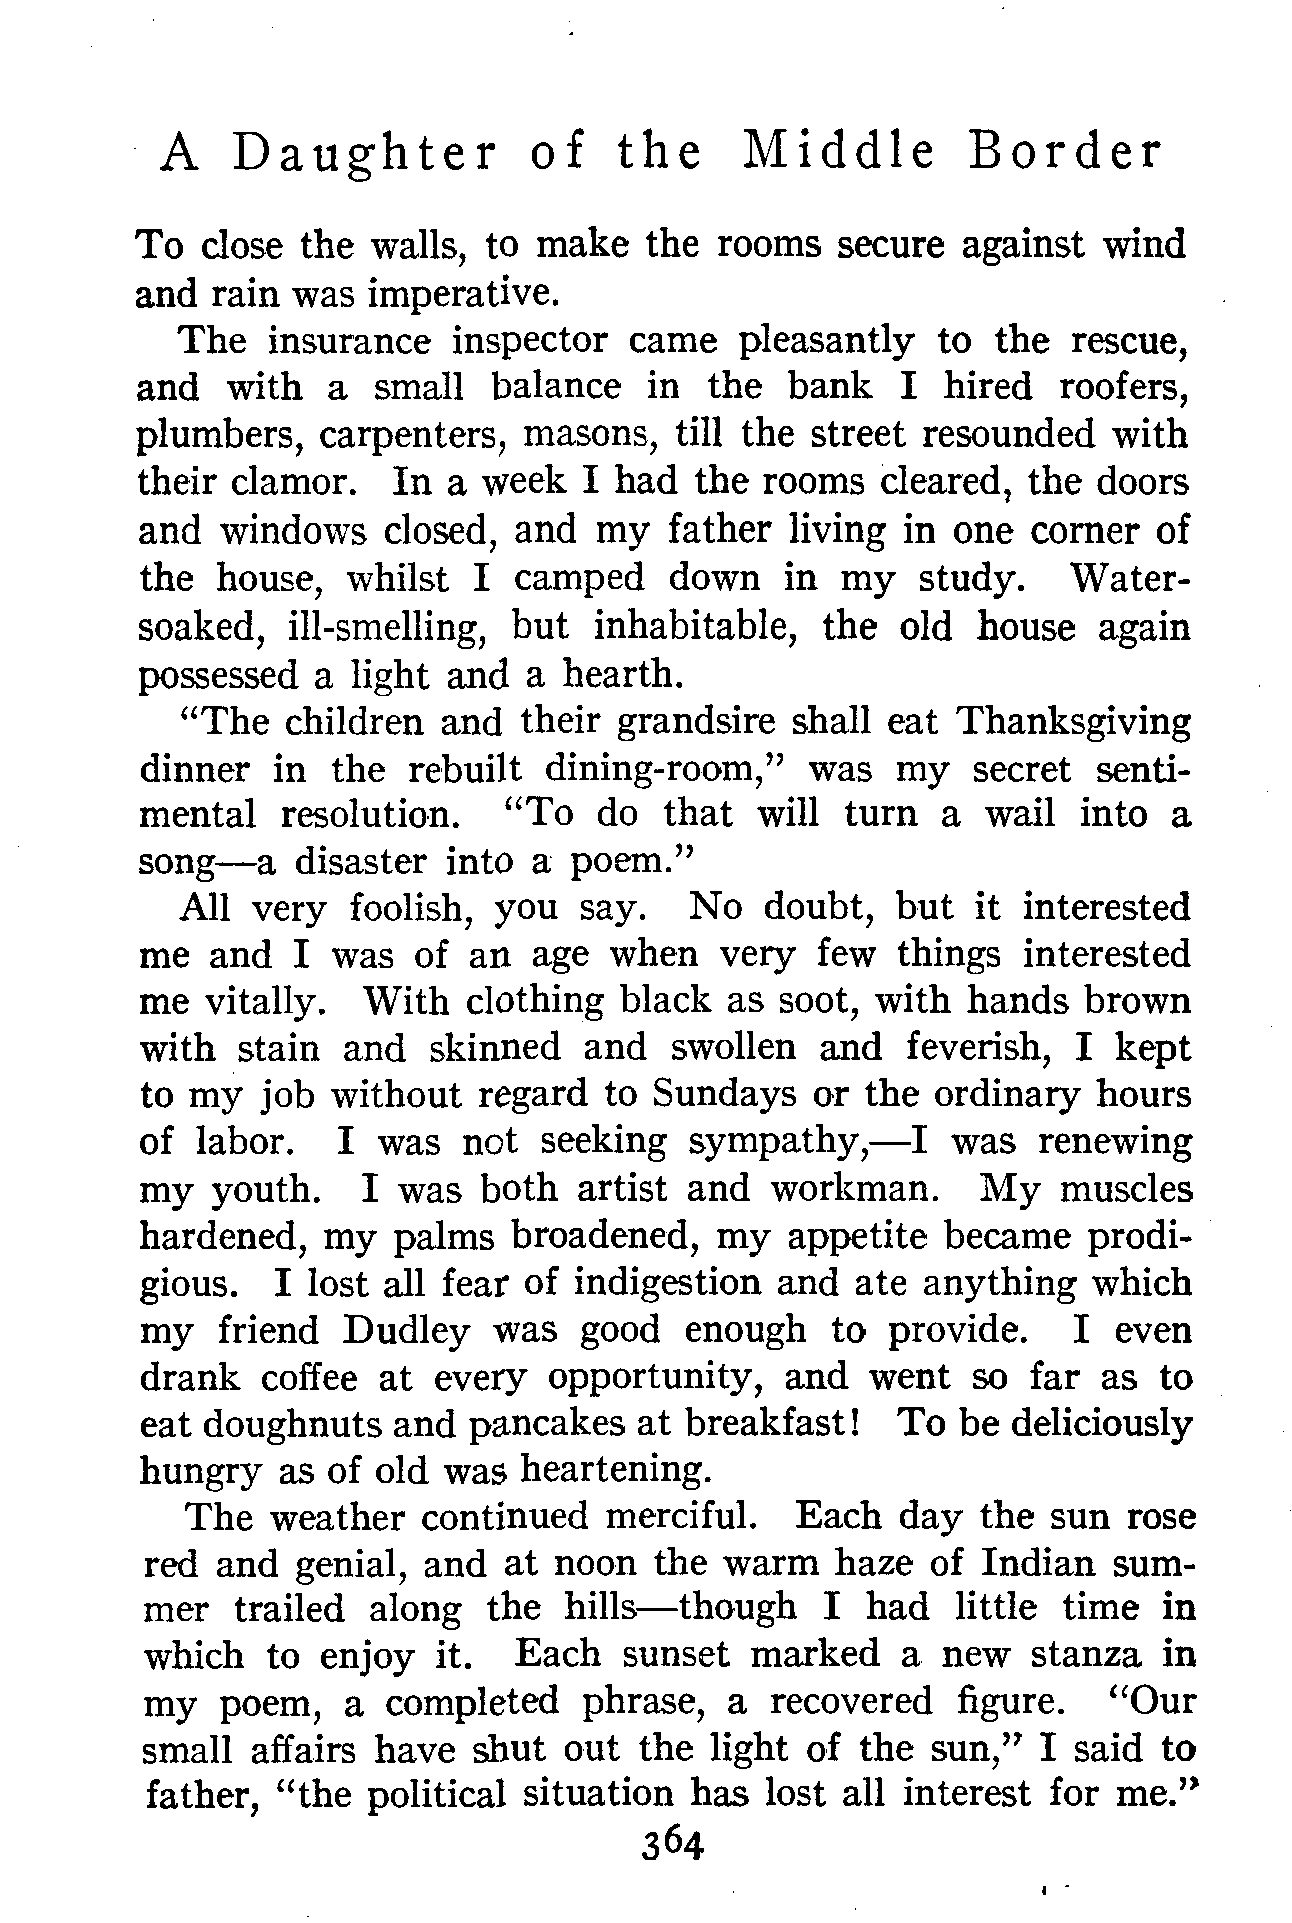 A Daughter of the Middle Border
To close the walls, to make the rooms secure against wind
and rain was imperative.
The insurance inspector came pleasantly to the rescue,
and with a small balance in the bank I hired roofers,
plumbers, carpenters, masons, till the street resounded with
their clamor. In a week I had the rooms cleared, the doors
and windows closed, and my father living in one corner of
the house, whilst I camped down in my study. Water-
soaked, ill-smelling, but inhabitable, the old house again
possessed a light and a hearth.
“The children and their grandsire shall eat Thanksgiving
dinner in the rebuilt dining-room,” was my secret senti-
mental resolution. “To do that will turn a wail into a
song—a disaster into a poem.”
All very foolish, you say. No doubt, but it interested
me and I was of an age when very few things interested
me vitally. With clothing black as soot, with hands brown
with stain and skinned and swollen and feverish, I kept
to my job without regard to Sundays or the ordinary hours
of labor. I was not seeking sympathy,—I was renewing
my youth. I was both artist and workman. My muscles
hardened, my palms broadened, my appetite became prodi-
gious. I lost all fear of indigestion and ate anything which
my friend Dudley was good enough to provide. I even
drank coffee at every opportunity, and went so far as to
eat doughnuts and pancakes at breakfast! To be deliciously
hungry as of old was heartening.
The weather continued merciful. Each day the sun rose
red and genial, and at noon the warm haze of Indian sum-
mer trailed along the hills—though I had little time in
which to enjoy it. Each sunset marked a new stanza in
my poem, a completed phrase, a recovered figure. “Our
small affairs have shut out the light of the sun,” I said to
father, “the political situation has lost all interest for me.”
364